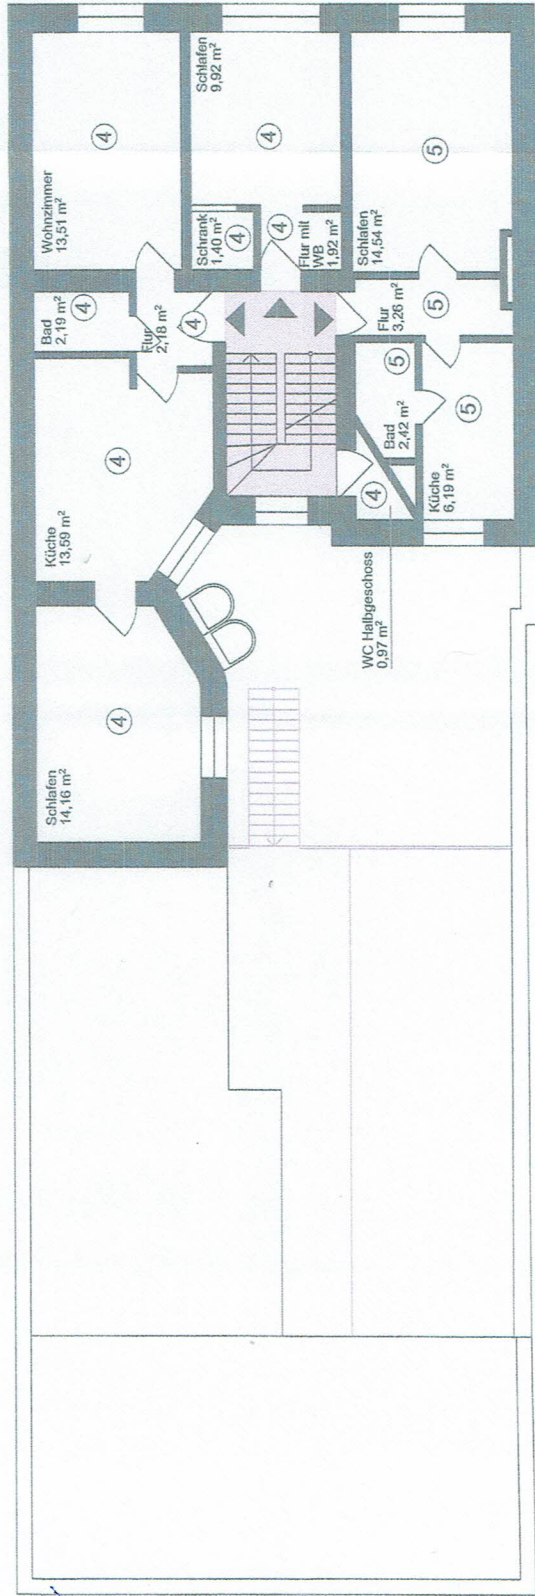 Wohnzimmer
13,51 m²
4
Schlafen
9,92 m²
4
Schlafen
14,54 m²
5
Bad
2,19 m²
4
Flur
2,18 m²
4
Schrank
1,40 m²
4
4
Flur mit
WB
1,92 m²
Flur
3,26 m²
5
Küche
13,59 m²
4
Bad
2,42 m²
5
Küche
6,19 m²
5
4
WC Halbgeschoss
0,97 m²
Schlafen
14,16 m²
4